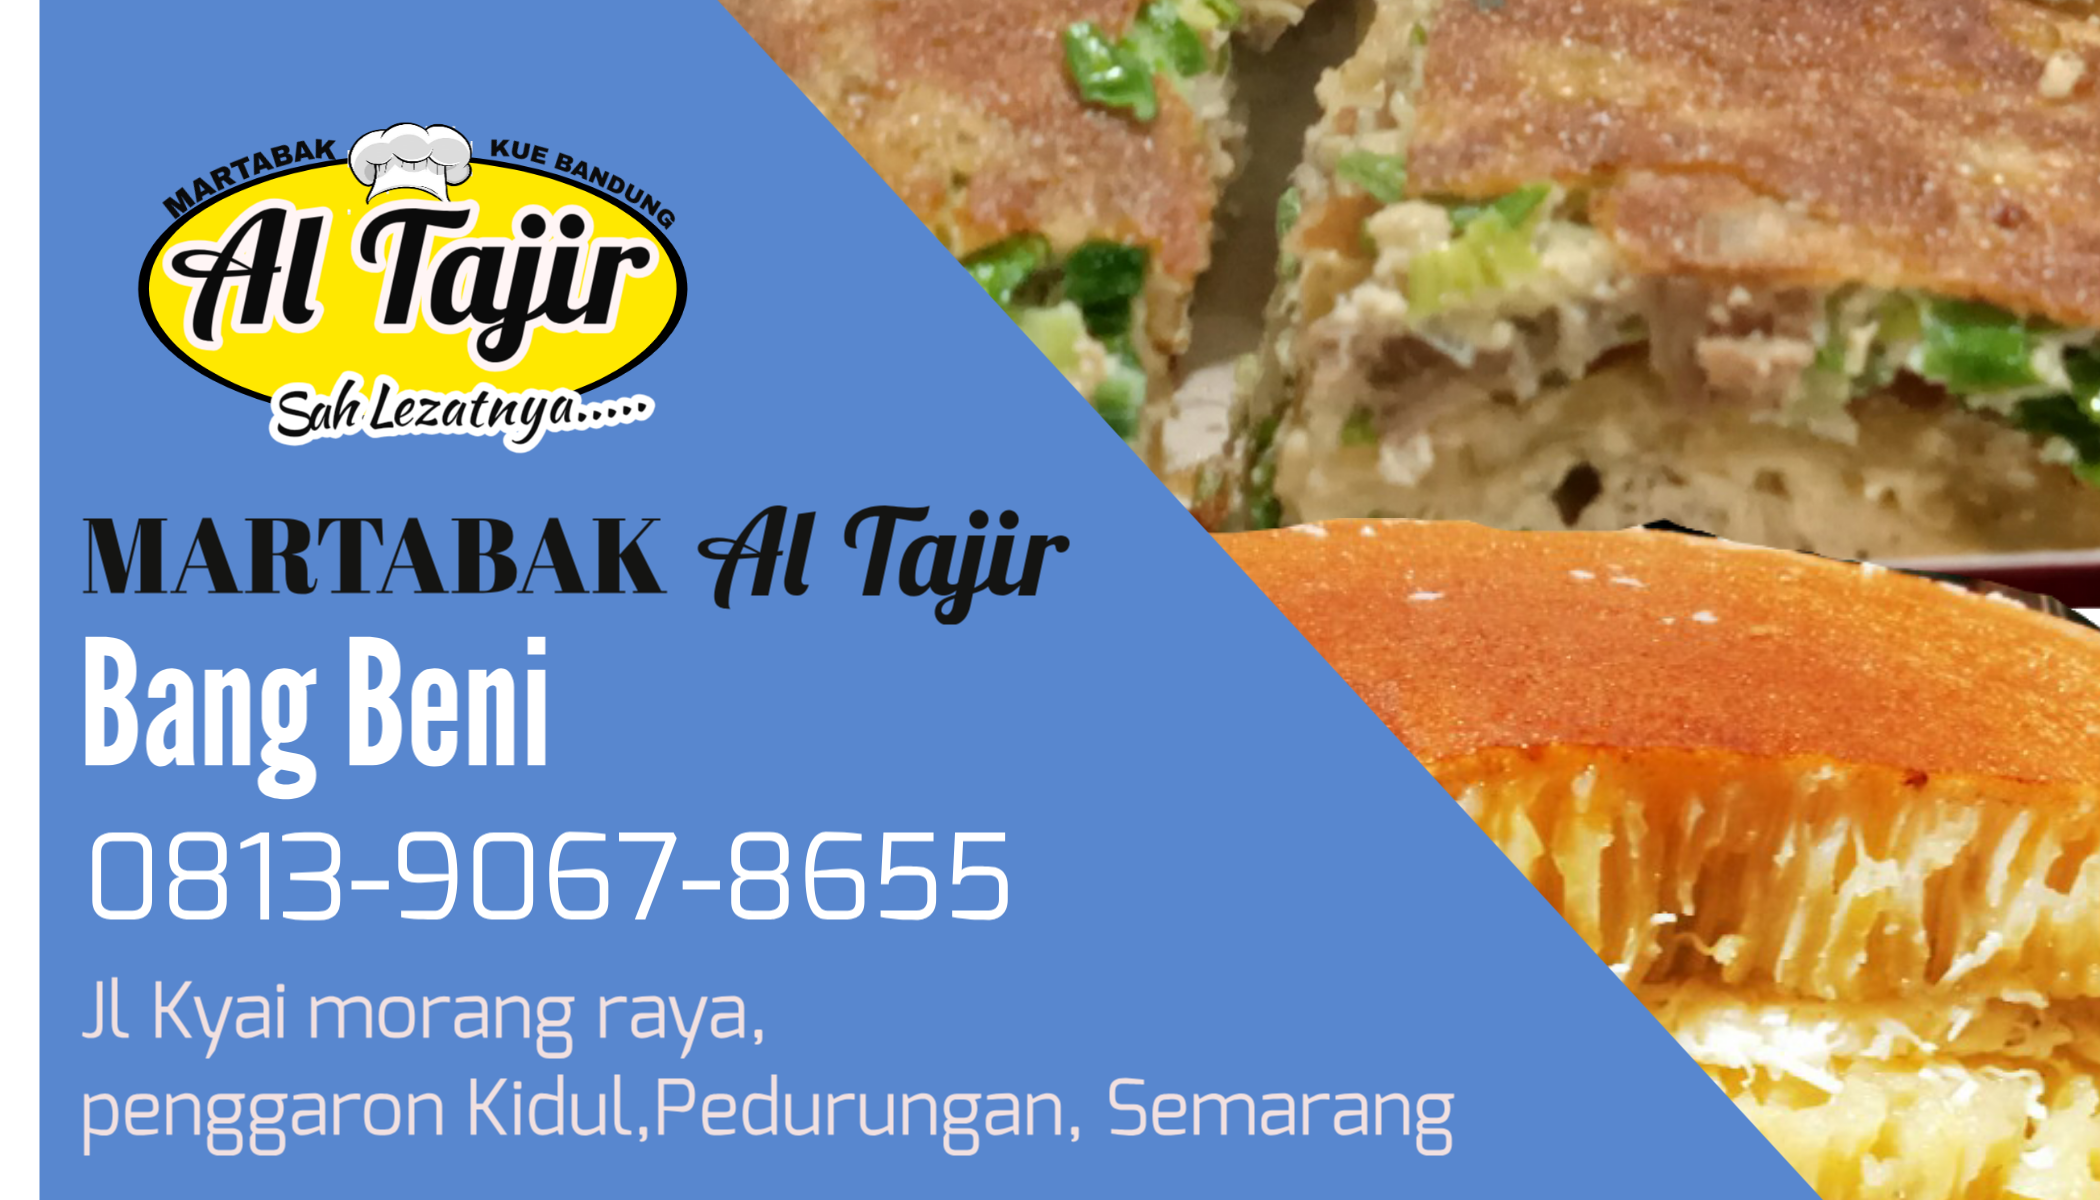 MARTABAK KUE BANDUNG
Al Tajir
Sah Lezatnya.....
MARTABAK Al Tajir
Bang Beni
0813-9067-8655
Jl Kyai morang raya,
penggaron Kidul,Pedurungan, Semarang